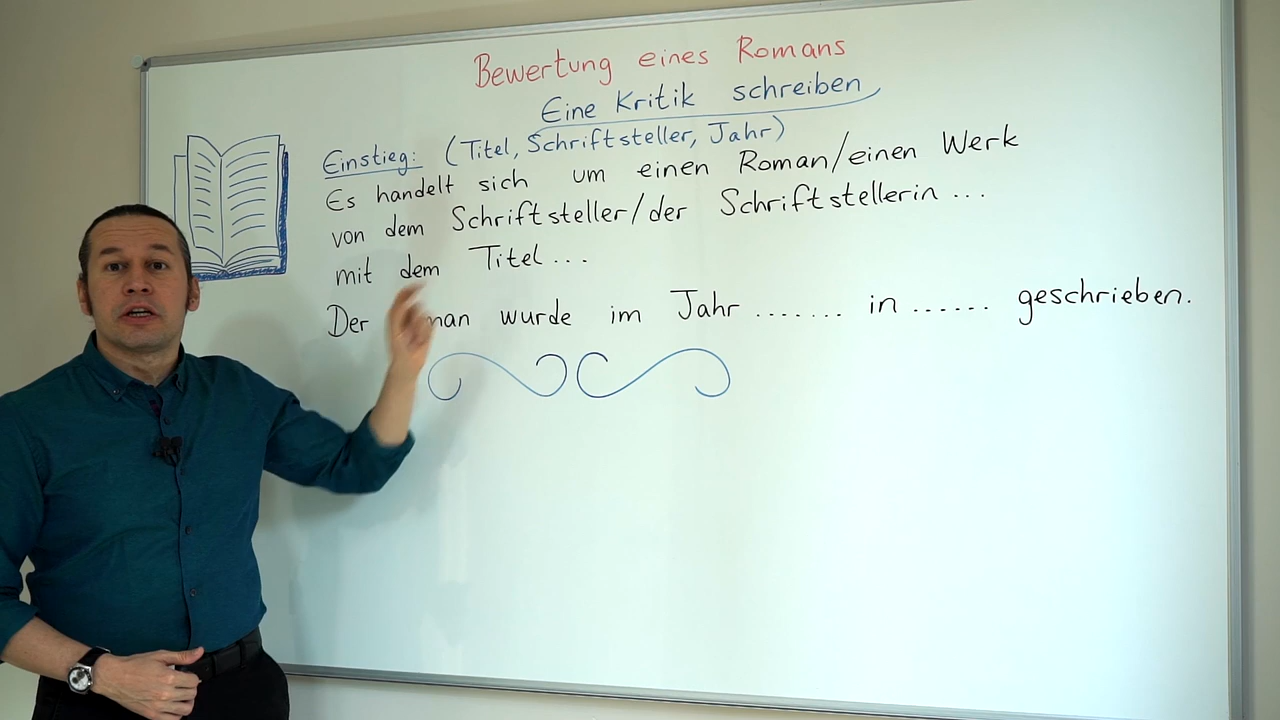 Bewertung eines Romans
Eine Kritik schreiben
Einstieg: (Titel, Schriftsteller, Jahr)
Es handelt sich um einen Roman/einen Werk
von dem Schriftsteller/der Schriftstellerin ...
mit dem Titel...
Der man wurde im Jahr ....... in ...... geschrieben.